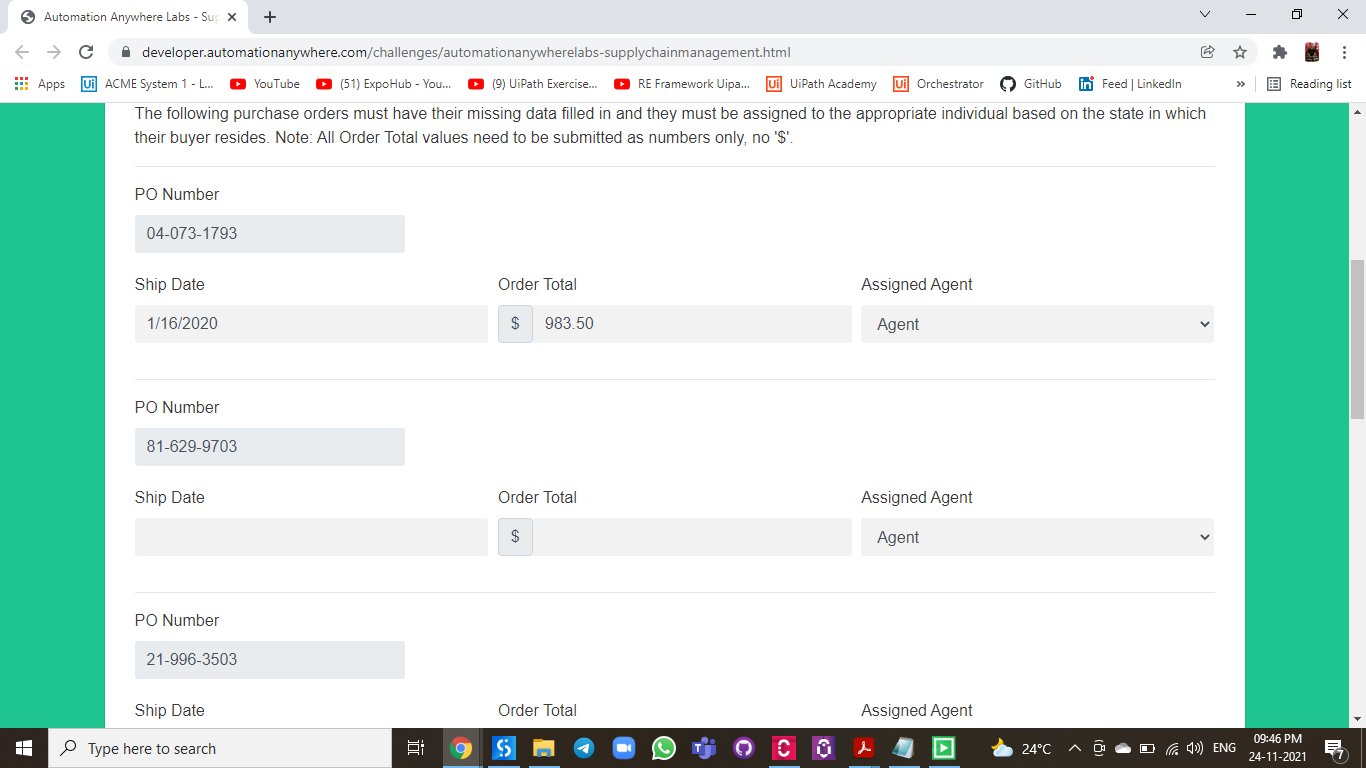 Automation Anywhere Labs - Sup
developer.automationanywhere.com/challenges/automationanywherelabs-supplychainmanagement.html
Apps
Ui ACME System 1 - L...
YouTube
(51) ExpoHub - You...
(9) UiPath Exercise...
RE Framework Uipa...
Ui UiPath Academy
Ui Orchestrator
GitHub
in Feed | LinkedIn
»
Reading list
The following purchase orders must have their missing data filled in and they must be assigned to the appropriate individual based on the state in which
their buyer resides. Note: All Order Total values need to be submitted as numbers only, no '$'.
PO Number
04-073-1793
Ship Date Order Total Assigned Agent
1/16/2020 $ 983.50 Agent
PO Number
81-629-9703
Ship Date Order Total Assigned Agent
$ Agent
PO Number
21-996-3503
Ship Date Order Total Assigned Agent
Type here to search
24°C
ENG
09:46 PM
24-11-2021
7